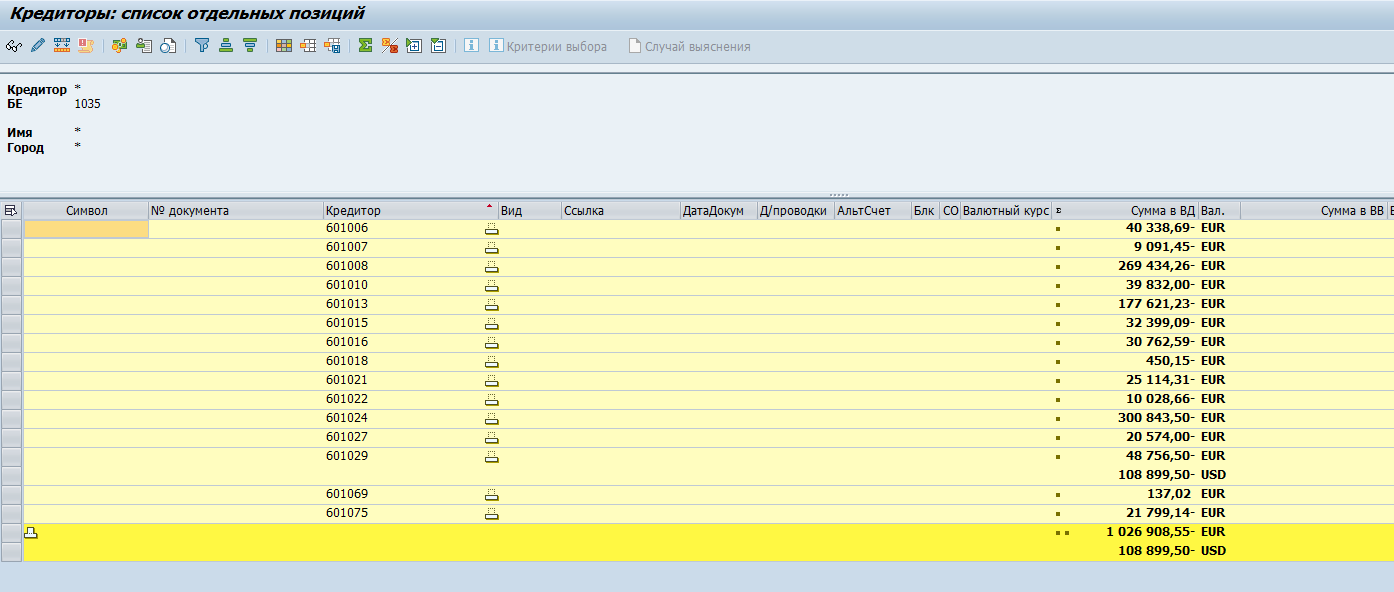 Кредиторы: список отдельных позиций
Критерии выбора Случай выяснения
Кредитор *
БЕ 1035
Имя *
Город *
Символ № документа Кредитор Вид Ссылка ДатаДокум Д/проводки АльтСчет Блк СО Валютный курс Σ Сумма в ВД Вал. Сумма в ВВ
601006 40 338,69- EUR
601007 9 091,45- EUR
601008 269 434,26- EUR
601010 39 832,00- EUR
601013 177 621,23- EUR
601015 32 399,09- EUR
601016 30 762,59- EUR
601018 450,15- EUR
601021 25 114,31- EUR
601022 10 028,66- EUR
601024 300 843,50- EUR
601027 20 574,00- EUR
601029 48 756,50- EUR
108 899,50- USD
601069 137,02 EUR
601075 21 799,14- EUR
1 026 908,55- EUR
108 899,50- USD